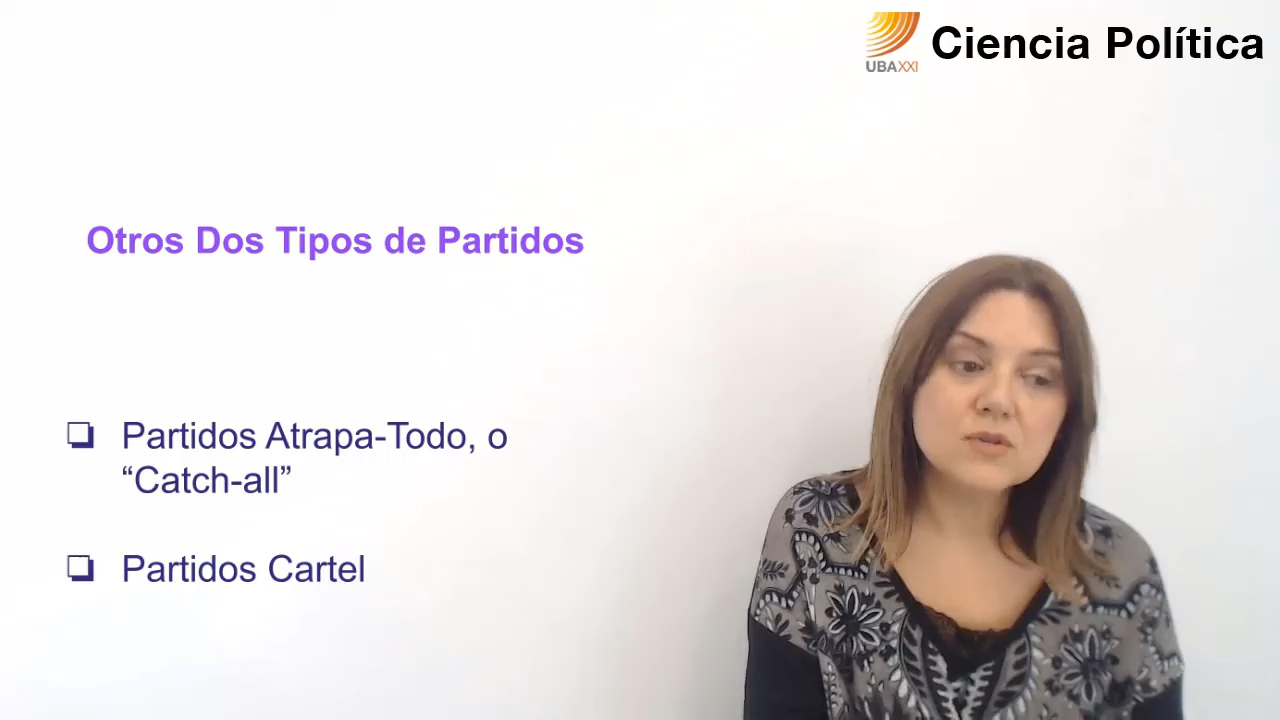 UBAXXI
Ciencia Política
Otros Dos Tipos de Partidos
❏ Partidos Atrapa-Todo, o
“Catch-all”
❏ Partidos Cartel